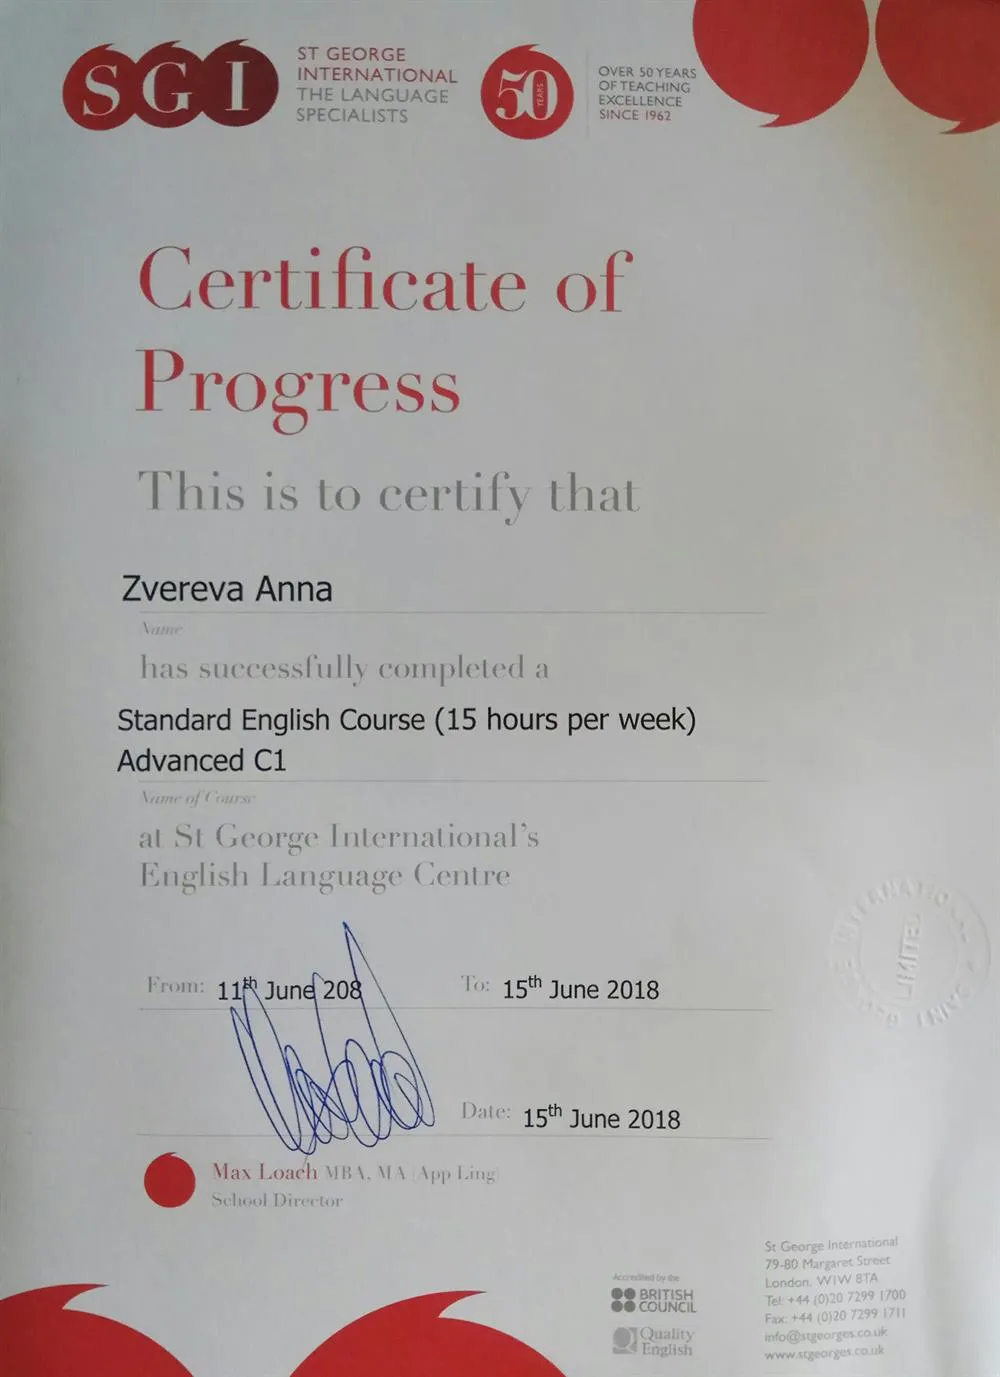 SGI
ST GEORGE
INTERNATIONAL
THE LANGUAGE
SPECIALISTS
50
YEARS
OVER 50 YEARS
OF TEACHING
EXCELLENCE
SINCE 1962
Certificate of
Progress
This is to certify that
Zvereva Anna
Name
has successfully completed a
Standard English Course (15 hours per week)
Advanced C1
Name of Course
at St George International's
English Language Centre
From: 11th June 208 To: 15th June 2018
Date: 15th June 2018
Max Loach MBA, MA (App Ling)
School Director
INTERNATIONAL
LIMITED
SAINT
Accredited by the
BRITISH
COUNCIL
Quality
English
St George International
79-80 Margaret Street
London, W1W 8TA
Tel: +44 (0)20 7299 1700
Fax: +44 (0)20 7299 1711
info@stgeorges.co.uk
www.stgeorges.co.uk